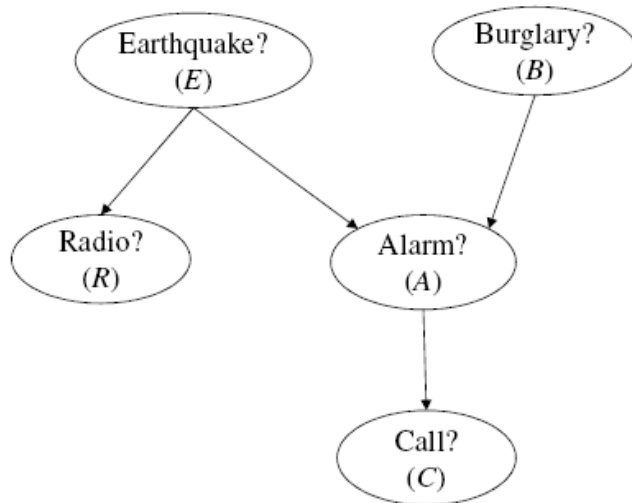 Earthquake?
(E)
Burglary?
(B)
Radio?
(R)
Alarm?
(A)
Call?
(C)